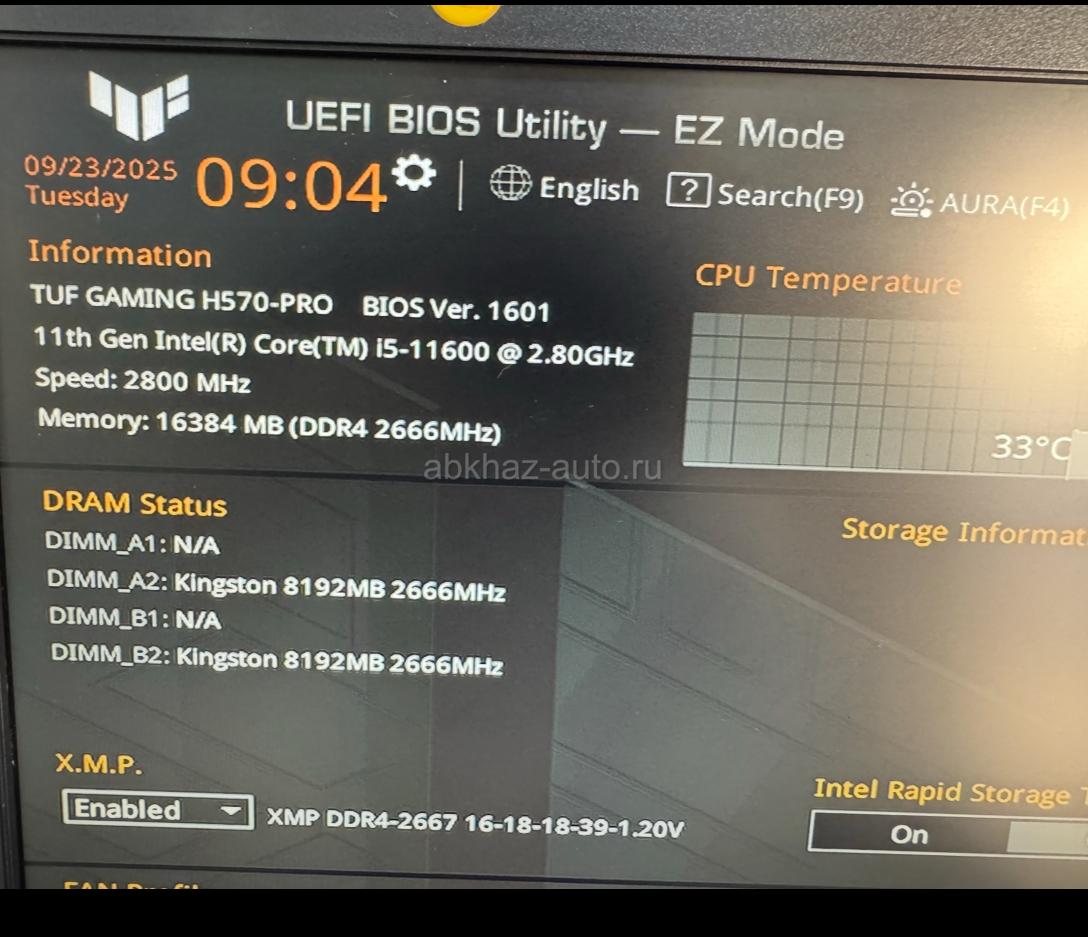 UEFI BIOS Utility — EZ Mode
09/23/2025
Tuesday
09:04
English
Search(F9)
AURA(F4)
Information
TUF GAMING H570-PRO BIOS Ver. 1601
11th Gen Intel(R) Core(TM) i5-11600 @ 2.80GHz
Speed: 2800 MHz
Memory: 16384 MB (DDR4 2666MHz)
CPU Temperature
33°C
abkhaz-auto.ru
DRAM Status
DIMM_A1: N/A
DIMM_A2: Kingston 8192MB 2666MHz
DIMM_B1: N/A
DIMM_B2: Kingston 8192MB 2666MHz
Storage Informat
X.M.P.
Enabled
XMP DDR4-2667 16-18-18-39-1.20V
Intel Rapid Storage T
On